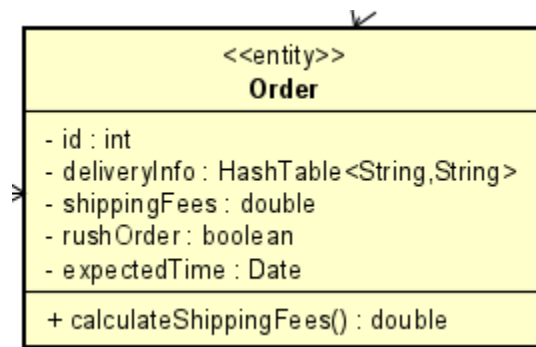 <<entity>>
Order
- id : int
- deliveryInfo : HashTable<String,String>
- shippingFees : double
- rushOrder : boolean
- expectedTime : Date
+ calculateShippingFees() : double